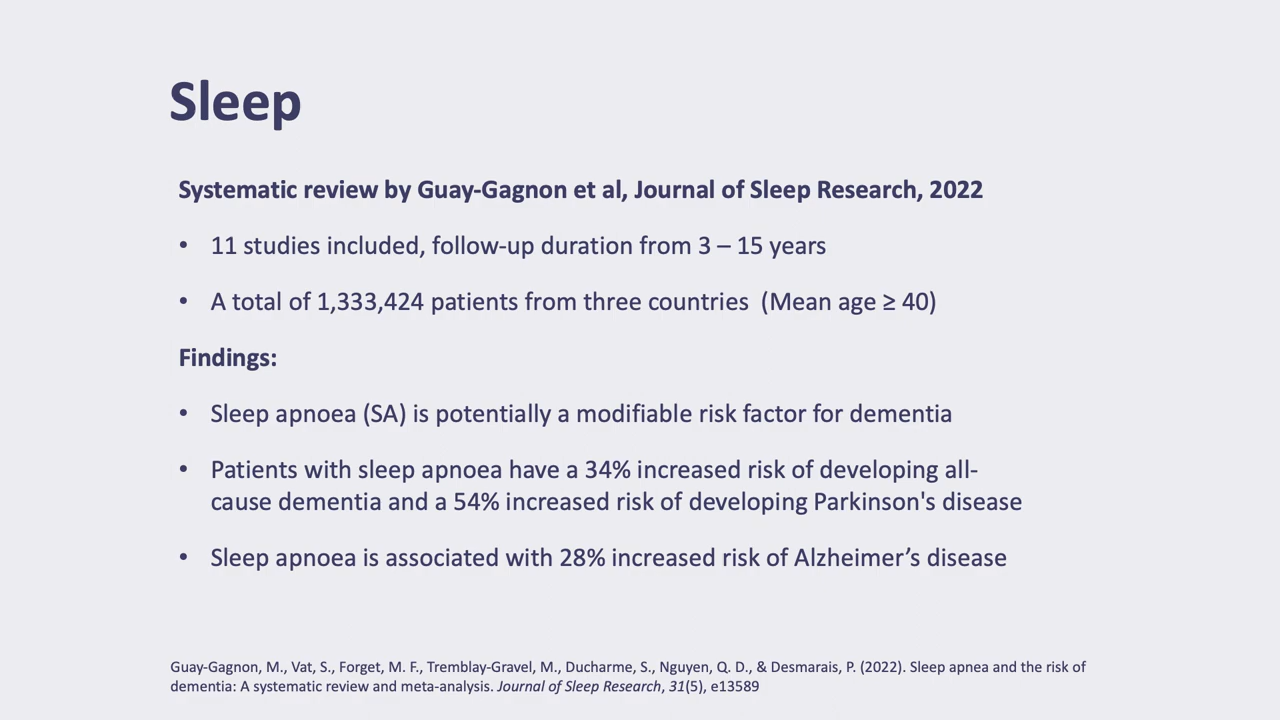 Sleep
Systematic review by Guay-Gagnon et al, Journal of Sleep Research, 2022
• 11 studies included, follow-up duration from 3 – 15 years
• A total of 1,333,424 patients from three countries  (Mean age ≥ 40)
Findings:
• Sleep apnoea (SA) is potentially a modifiable risk factor for dementia
• Patients with sleep apnoea have a 34% increased risk of developing all-
cause dementia and a 54% increased risk of developing Parkinson's disease
• Sleep apnoea is associated with 28% increased risk of Alzheimer’s disease
Guay-Gagnon, M., Vat, S., Forget, M. F., Tremblay-Gravel, M., Ducharme, S., Nguyen, Q. D., & Desmarais, P. (2022). Sleep apnea and the risk of
dementia: A systematic review and meta-analysis. Journal of Sleep Research, 31(5), e13589